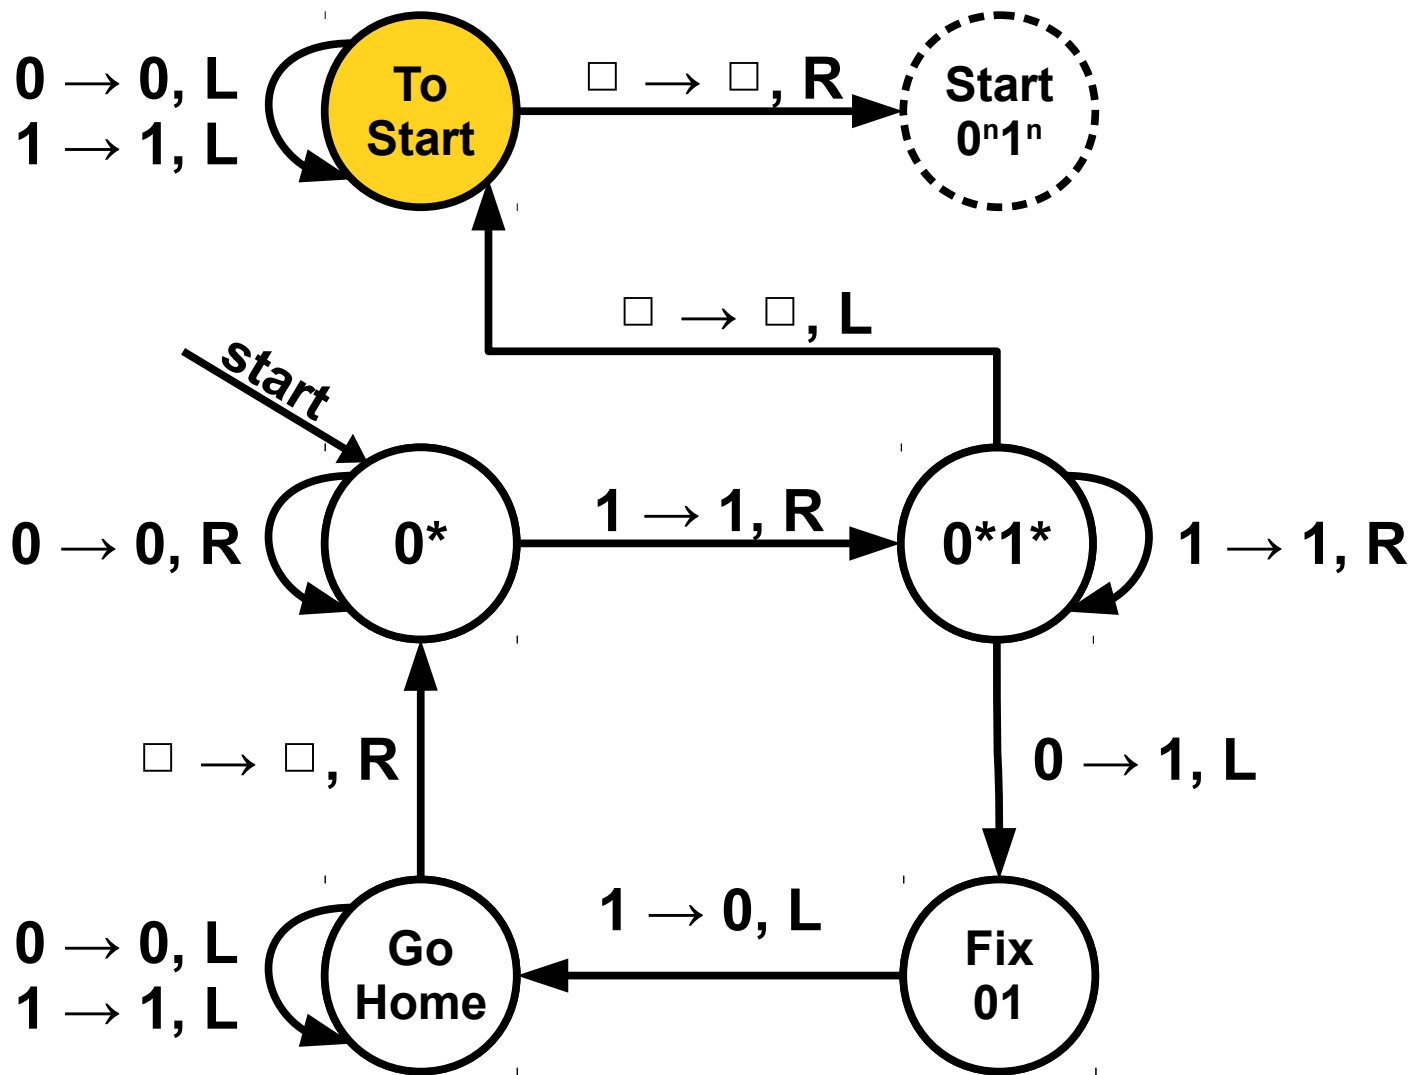 0 → 0, L
1 → 1, L
To
Start
□ → □, R
Start
0ⁿ1ⁿ
□ → □, L
start
0 → 0, R
0*
1 → 1, R
0*1*
1 → 1, R
□ → □, R
0 → 1, L
0 → 0, L
1 → 1, L
Go
Home
1 → 0, L
Fix
01